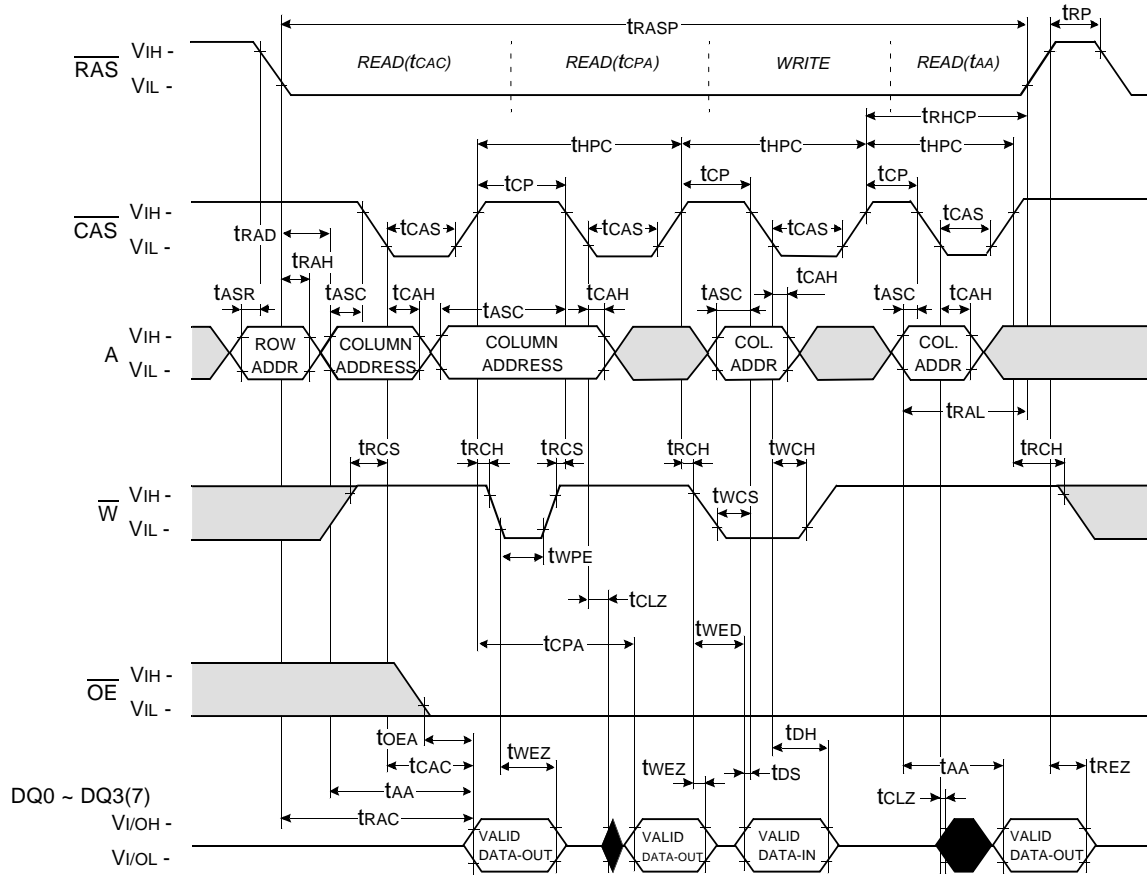 tRASP
tRP
RAS
VIH -
VIL -
READ(tCAC)
READ(tCPA)
WRITE
READ(tAA)
tRHCP
tHPC
tHPC
tHPC
tCP
tCP
tCP
CAS
VIH -
VIL -
tCAS
tCAS
tCAS
tCAS
tRAD
tRAH
tASR
tASC
tCAH
tASC
tCAH
tASC
tCAH
tASC
tCAH
A
VIH -
VIL -
ROW
ADDR
COLUMN
ADDRESS
COLUMN
ADDRESS
COL.
ADDR
COL.
ADDR
tRAL
tRCS
tRCH
tRCS
tRCH
tWCH
tRCH
W
VIH -
VIL -
tWCS
tWPE
tCLZ
tCPA
tWED
OE
VIH -
VIL -
tOEA
tCAC
tAA
tRAC
tWEZ
tWEZ
tDH
tDS
tCLZ
tAA
tREZ
DQ0 ~ DQ3(7)
VI/OH -
VI/OL -
VALID
DATA-OUT
VALID
DATA-OUT
VALID
DATA-IN
VALID
DATA-OUT